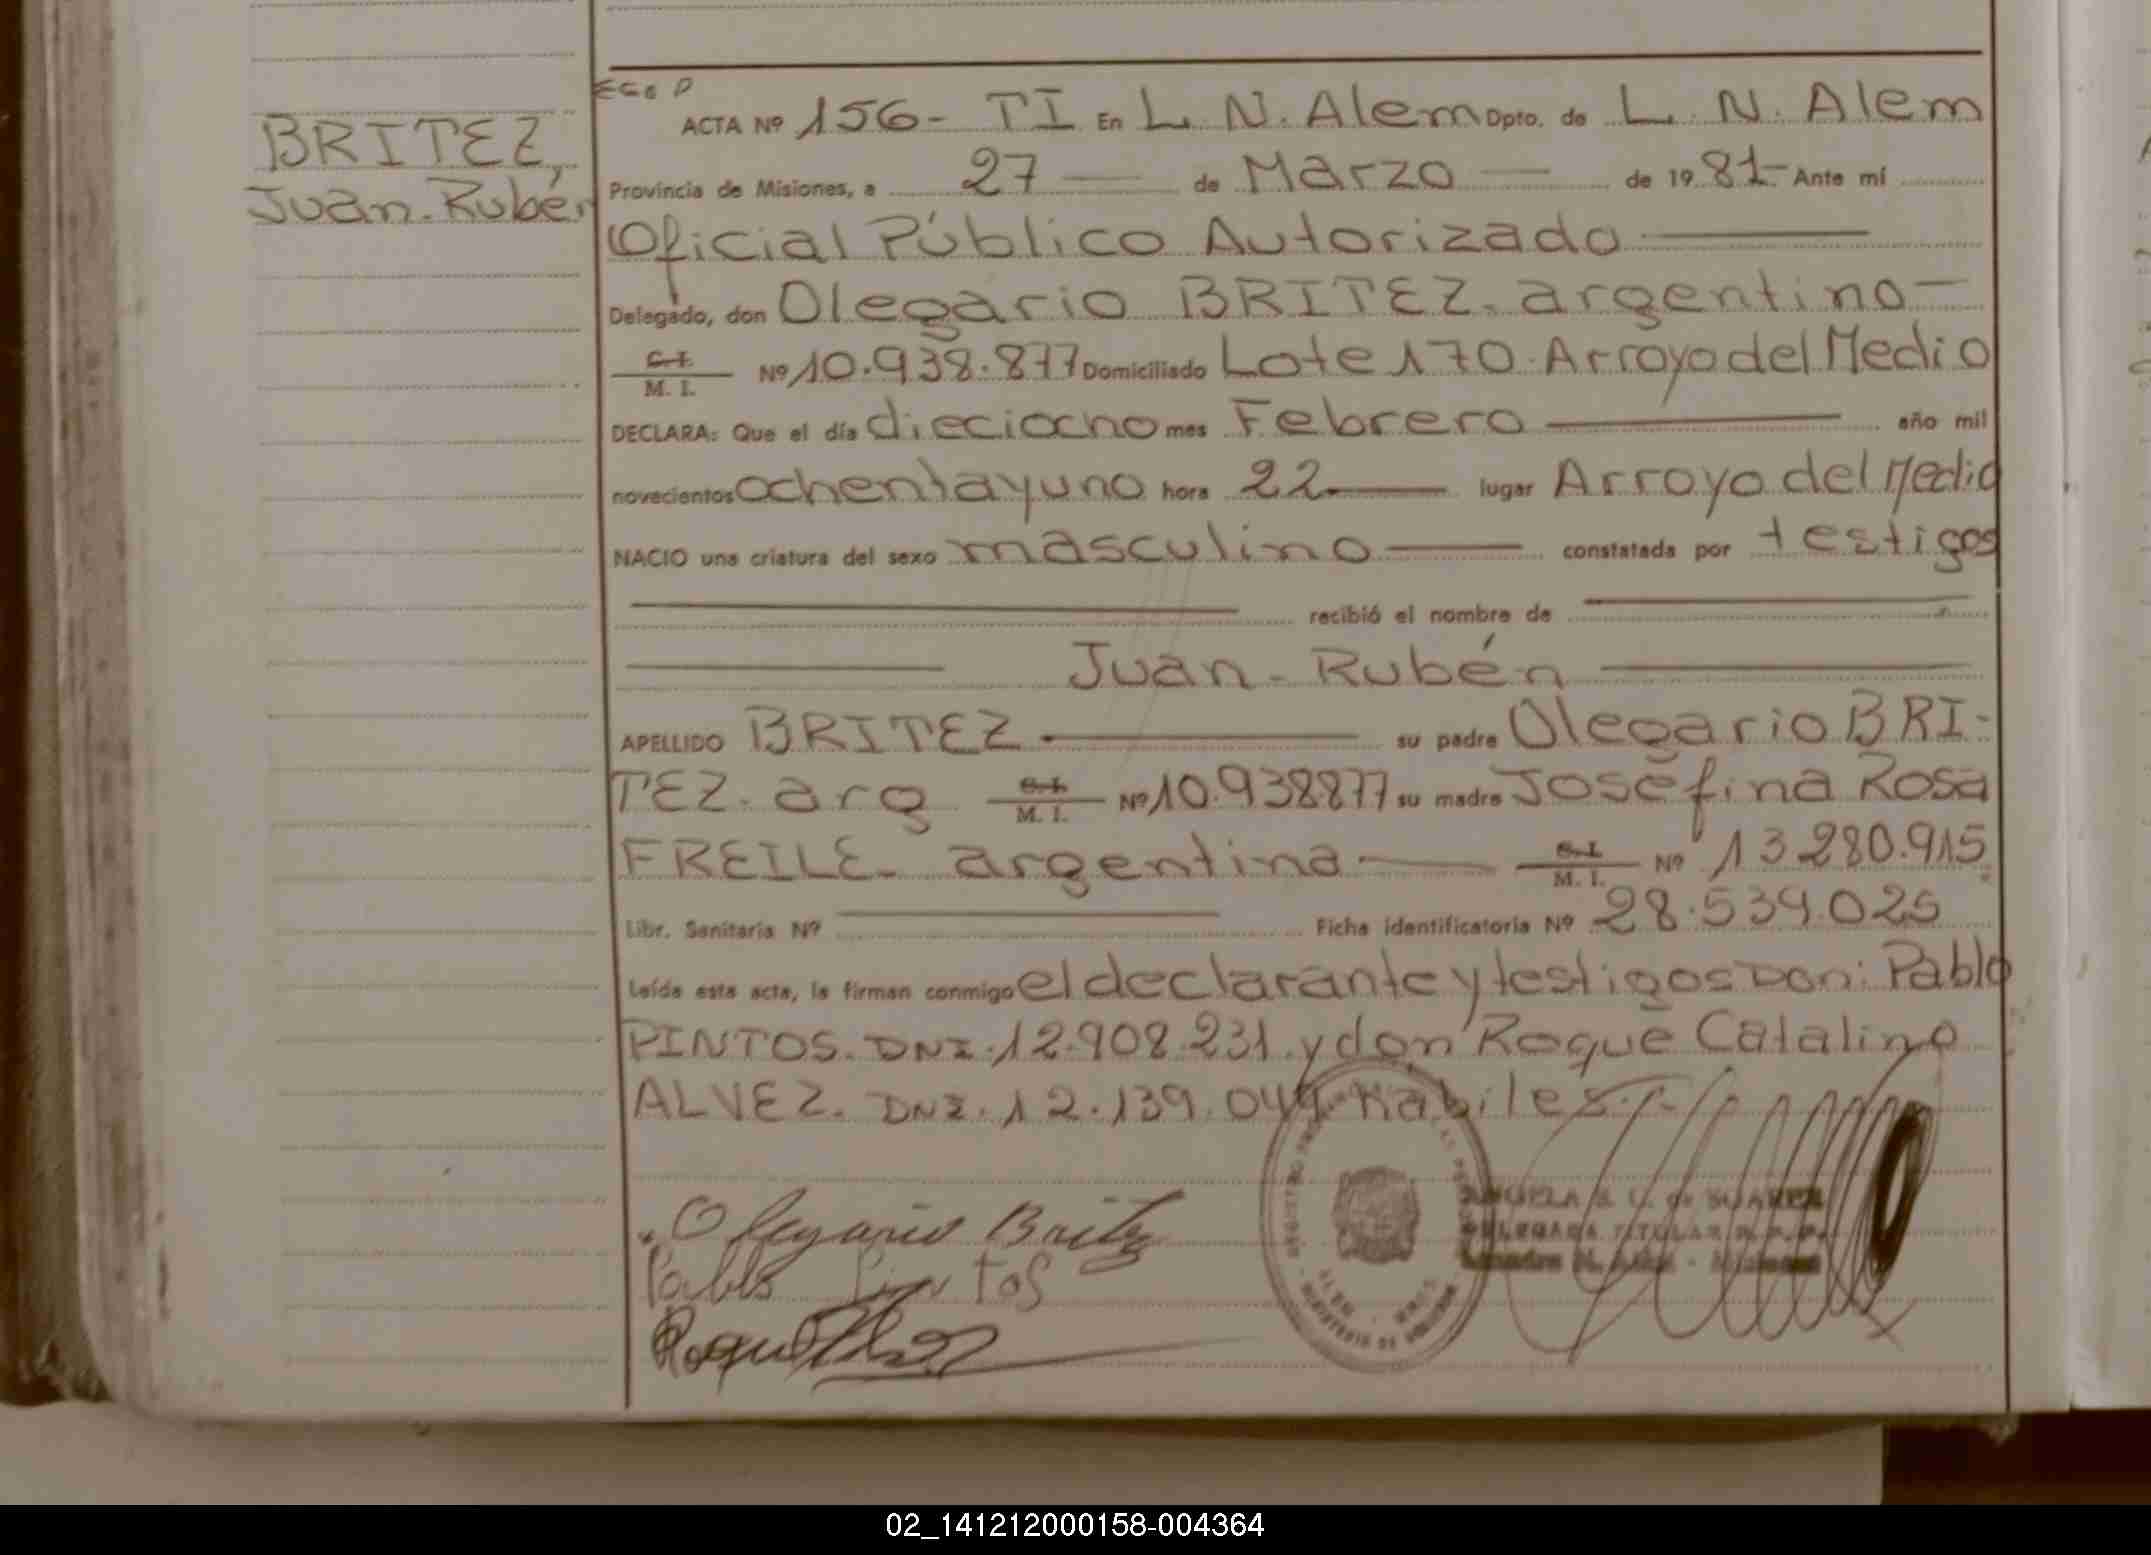 BRITEZ,
Juan-Rubén
ACTA Nº 156- TI En L. N. Alem Dpto. de L. N. Alem
Provincia de Misiones, a 27 de Marzo de 1981- Ante mí
Oficial Público Autorizado
Delegado, don Olegario BRITEZ. argentino
C.I. M. I. Nº 10.938.877 Domiciliado Lote 170. Arroyo del Medio
DECLARA: Que el día dieciocho mes Febrero año mil
novecientos ochentayuno hora 22 lugar Arroyo del Medio
NACIO una criatura del sexo masculino constatada por testigos
recibió el nombre de
Juan-Rubén
APELLIDO BRITEZ su padre Olegario BRI-
TEZ. arg C.I. M. I. Nº 10.938877 su madre Josefina Rosa
FREILE- argentina C.I. M. I. Nº 13.280.915
Libr. Sanitaria Nº Ficha identificatoria Nº 28.534.025
Leída esta acta, la firman conmigo el declarante y testigos Don: Pablo
PINTOS. DNI. 12.908.231. y don Roque Catalino
ALVEZ. DNI. 12.139.044 Habiles.
Olegario Britez
Pablo Pintos
Roque
DELEGADA TITULAR R. P. P.
02_141212000158-004364